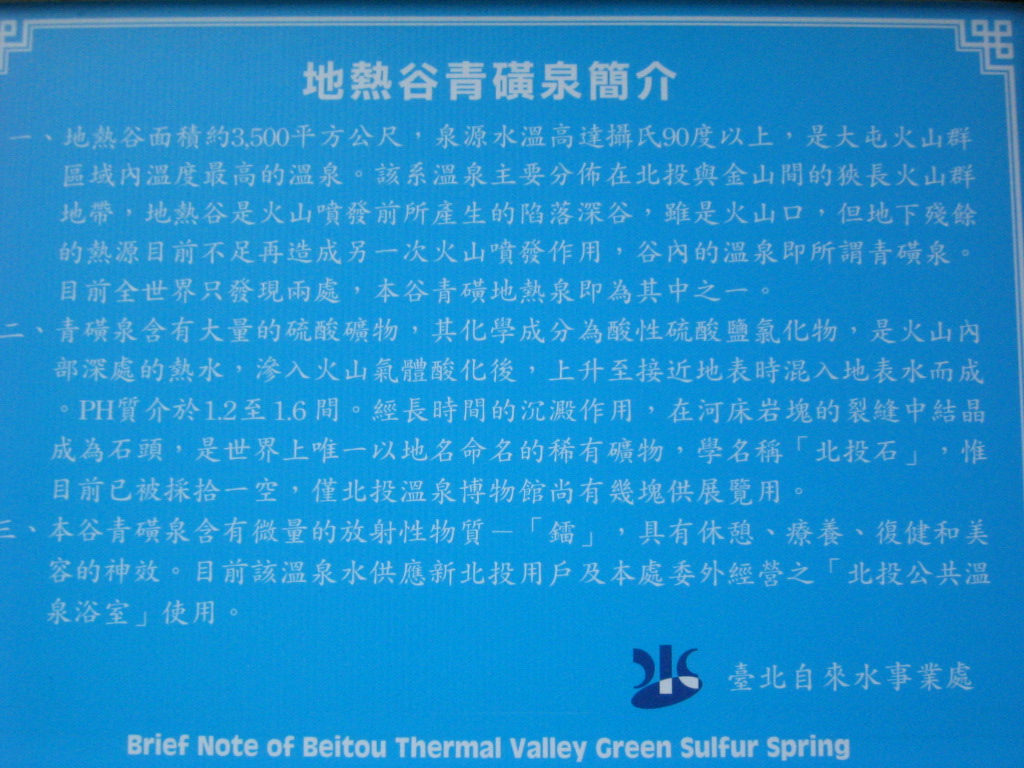 地熱谷青磺泉簡介
一、地熱谷面積約3,500平方公尺，泉源水溫高達攝氏90度以上，是大屯火山群
區域內溫度最高的溫泉。該系溫泉主要分佈在北投與金山間的狹長火山群
地帶，地熱谷是火山噴發前所產生的陷落深谷，雖是火山口，但地下殘餘
的熱源目前不足再造成另一次火山噴發作用，谷內的溫泉即所謂青磺泉。
目前全世界只發現兩處，本谷青磺地熱泉即為其中之一。
二、青磺泉含有大量的硫酸礦物，其化學成分為酸性硫酸鹽氯化物，是火山內
部深處的熱水，滲入火山氣體酸化後，上升至接近地表時混入地表水而成
。PH質介於1.2至1.6間。經長時間的沉澱作用，在河床岩塊的裂縫中結晶
成為石頭，是世界上唯一以地名命名的稀有礦物，學名稱「北投石」，惟
目前已被採拾一空，僅北投溫泉博物館尚有幾塊供展覽用。
三、本谷青磺泉含有微量的放射性物質－「鐳」，具有休憩、療養、復健和美
容的神效。目前該溫泉水供應新北投用戶及本處委外經營之「北投公共溫
泉浴室」使用。
臺北自來水事業處
Brief Note of Beitou Thermal Valley Green Sulfur Spring